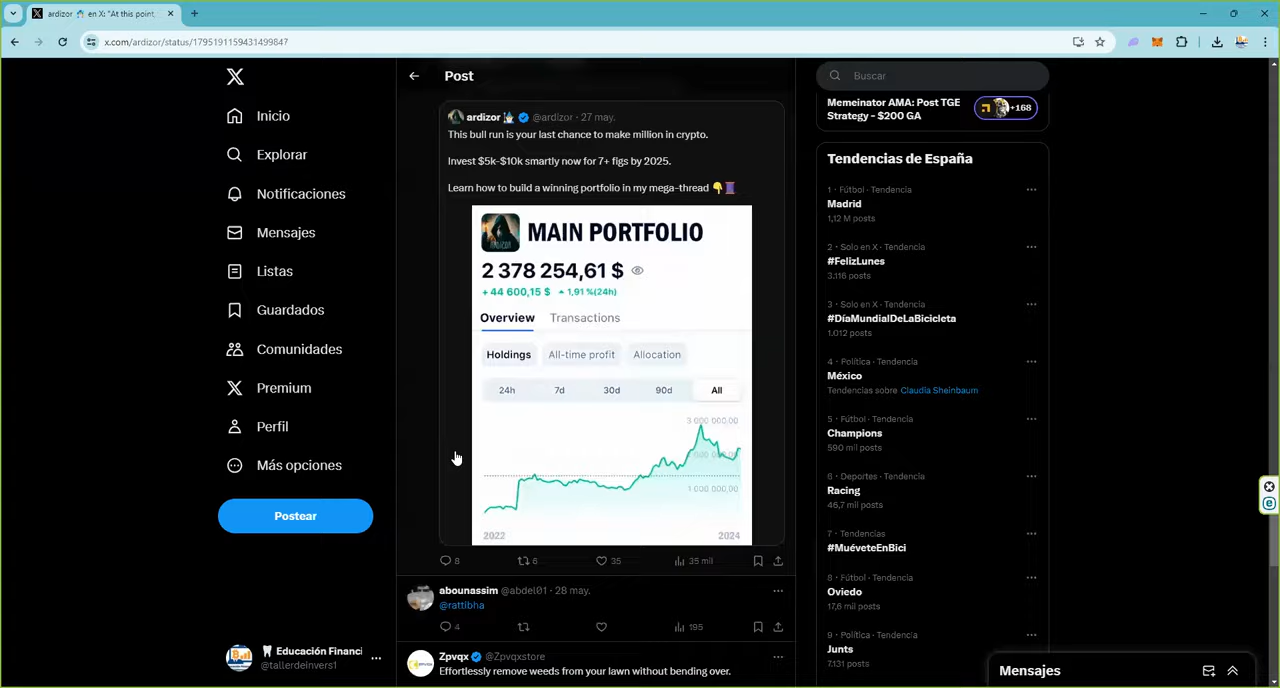 ardizor en X: "At this point,
x.com/ardizor/status/1795191159431499847
Inicio
Explorar
Notificaciones
Mensajes
Listas
Guardados
Comunidades
Premium
Perfil
Más opciones
Postear
Educación Financi
@tallerdeinvers1
Post
ardizor @ardizor · 27 may.
This bull run is your last chance to make million in crypto.
Invest $5k-$10k smartly now for 7+ figs by 2025.
Learn how to build a winning portfolio in my mega-thread
ARDIZOR
MAIN PORTFOLIO
2 378 254,61 $
+ 44 600,15 $ 1,91 %(24h)
Overview Transactions
Holdings All-time profit Allocation
24h 7d 30d 90d All
3 000 000,00
1 000 000,00
2022 2024
8 6 35 35 mil
abounassim @abdel01 · 28 may.
@rattibha
4 195
Zpvqx @Zpvqxstore
Effortlessly remove weeds from your lawn without bending over.
Buscar
Memeinator AMA: Post TGE
Strategy - $200 GA
+168
Tendencias de España
1 · Fútbol · Tendencia
Madrid
1,12 M posts
2 · Solo en X · Tendencia
#FelizLunes
3.116 posts
3 · Solo en X · Tendencia
#DíaMundialDeLaBicicleta
1.012 posts
4 · Política · Tendencia
México
Tendencias sobre Claudia Sheinbaum
5 · Fútbol · Tendencia
Champions
590 mil posts
6 · Deportes · Tendencia
Racing
46,7 mil posts
7 · Tendencias
#MuéveteEnBici
8 · Fútbol · Tendencia
Oviedo
17,6 mil posts
9 · Política · Tendencia
Junts
7.131 posts
Mensajes